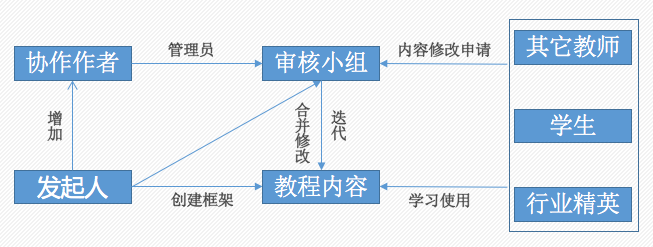 协作作者
管理员
审核小组
内容修改申请
其它教师
增加
合并修改
迭代
学生
发起人
创建框架
教程内容
学习使用
行业精英